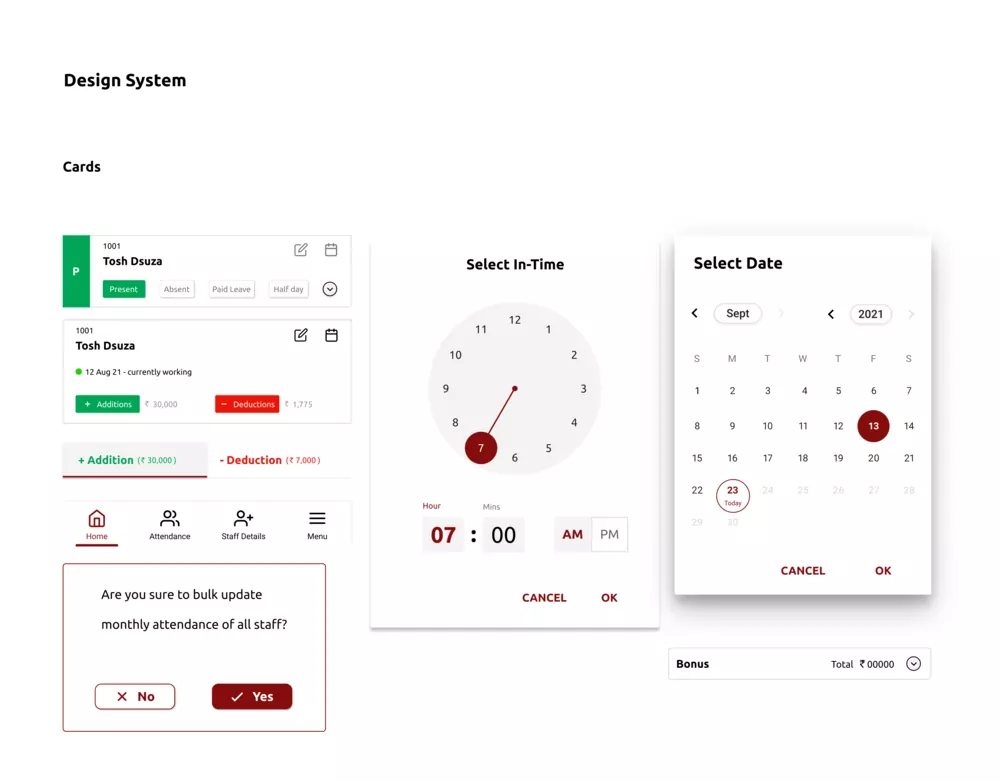 Design System
Cards
P
1001
Tosh Dsuza
Present Absent Paid Leave Half day
1001
Tosh Dsuza
12 Aug 21 - currently working
+ Additions ₹ 30,000 − Deductions ₹ 1,775
+ Addition (₹ 30,000) - Deduction (₹ 7,000)
Home Attendance Staff Details Menu
Are you sure to bulk update
monthly attendance of all staff?
No Yes
Select In-Time
12
11 1
10 2
9 3
8 4
7 5
6
Hour Mins
07 : 00 AM PM
CANCEL OK
Select Date
Sept 2021
S M T W T F S
1 2 3 4 5 6 7
8 9 10 11 12 13 14
15 16 17 18 19 20 21
22 23 24 25 26 27 28
Today
29 30
CANCEL OK
Bonus Total ₹ 00000